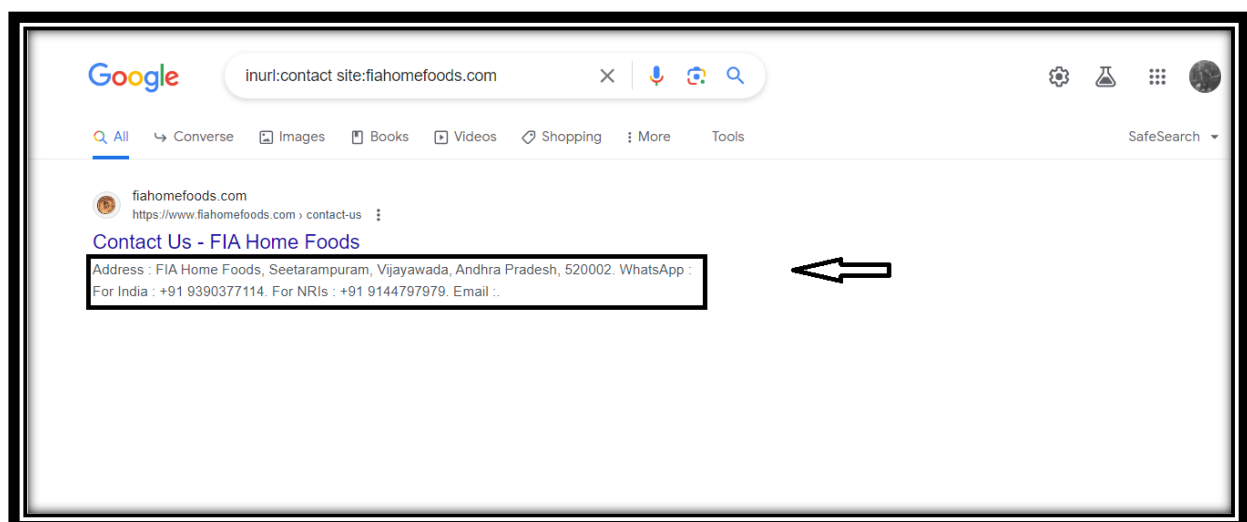 Google
inurl:contact site:fiahomefoods.com
All Converse Images Books Videos Shopping More Tools SafeSearch
fiahomefoods.com
https://www.fiahomefoods.com › contact-us
Contact Us - FIA Home Foods
Address : FIA Home Foods, Seetarampuram, Vijayawada, Andhra Pradesh, 520002. WhatsApp :
For India : +91 9390377114. For NRIs : +91 9144797979. Email :.